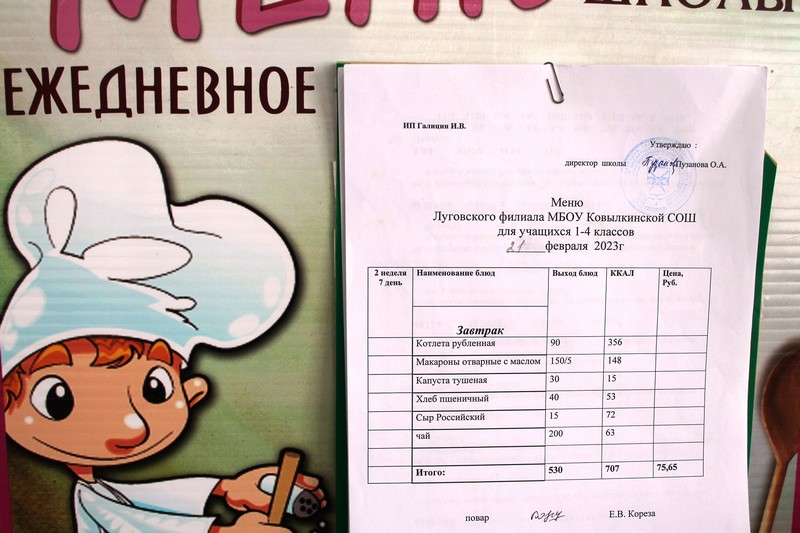 МЕНЮ ШКОЛЫ
ЕЖЕДНЕВНОЕ
ИП Галицин И.В.
Утверждаю :
директор школы Пузанова О.А.
Меню
Луговского филиала МБОУ Ковылкинской СОШ
для учащихся 1-4 классов
21 февраля 2023г
2 неделя Наименование блюд Выход блюд ККАЛ Цена,
7 день Руб.
Завтрак
Котлета рубленная 90 356
Макароны отварные с маслом 150/5 148
Капуста тушеная 30 15
Хлеб пшеничный 40 53
Сыр Российский 15 72
чай 200 63
Итого: 530 707 75,65
повар Е.В. Кореза